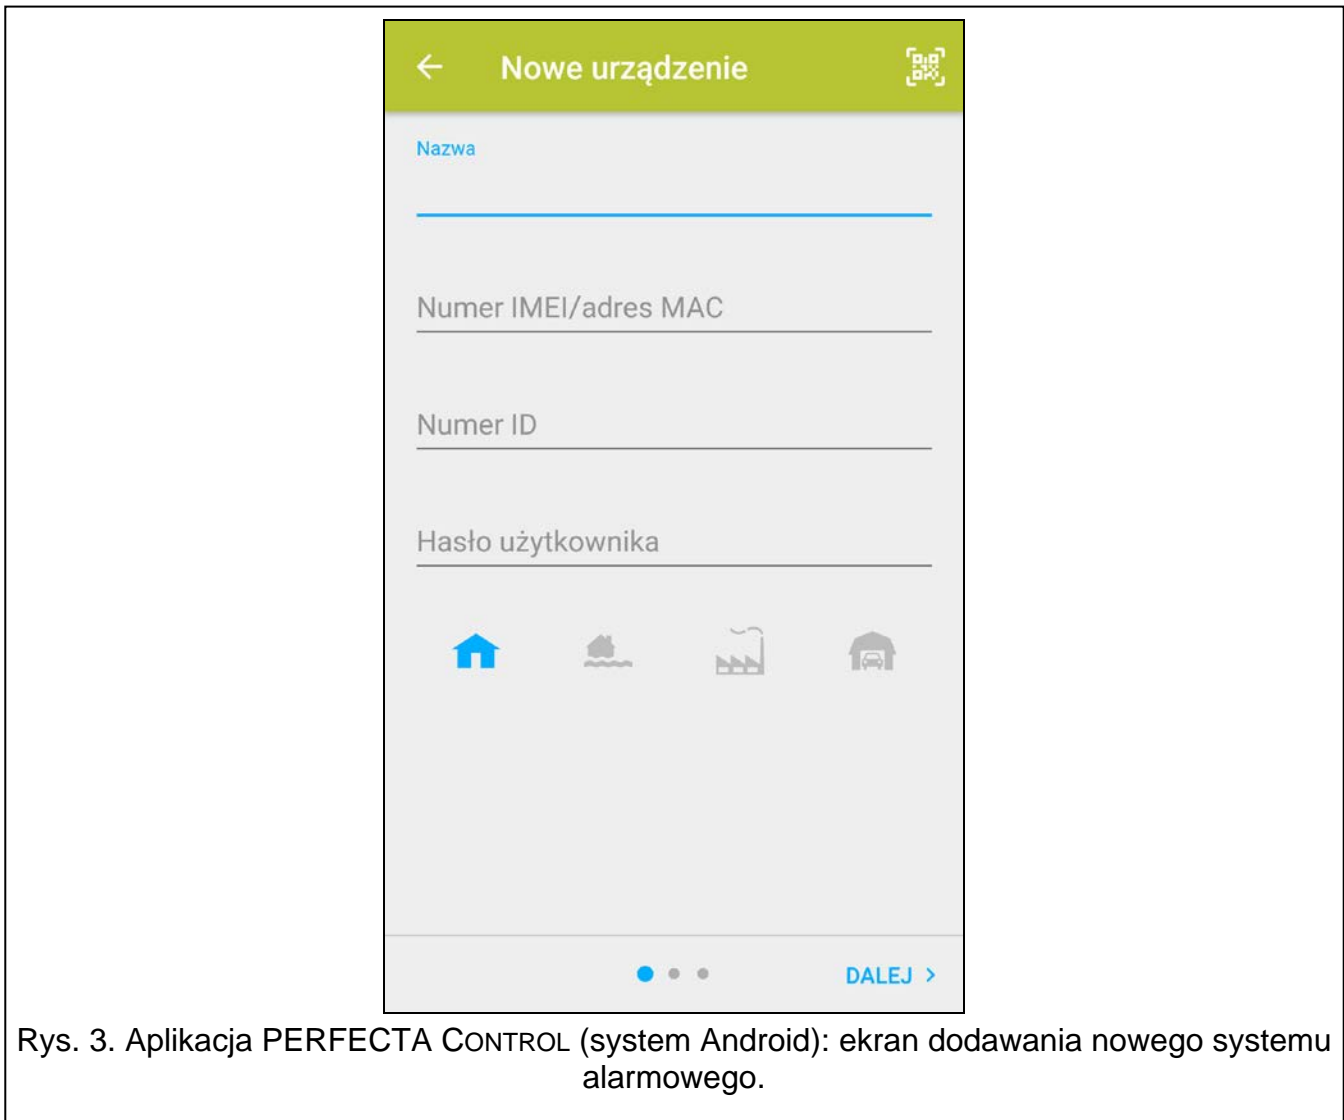 Nowe urządzenie
Nazwa
Numer IMEI/adres MAC
Numer ID
Hasło użytkownika
DALEJ >
Rys. 3. Aplikacja PERFECTA CONTROL (system Android): ekran dodawania nowego systemu
alarmowego.